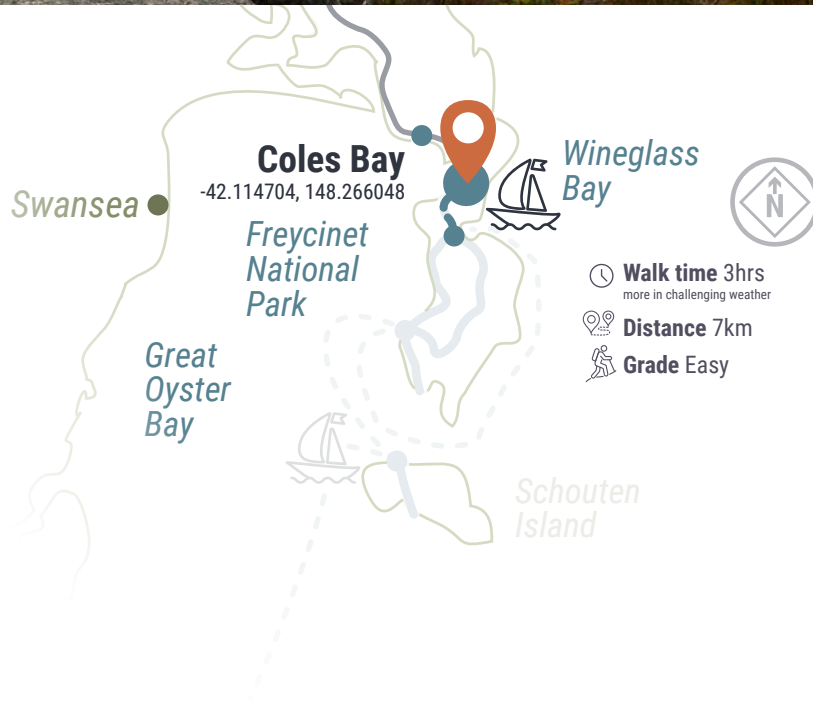 Coles Bay
-42.114704, 148.266048
Wineglass
Bay
Swansea
N
Freycinet
National
Park
Walk time 3hrs
more in challenging weather
Distance 7km
Grade Easy
Great
Oyster
Bay
Schouten
Island